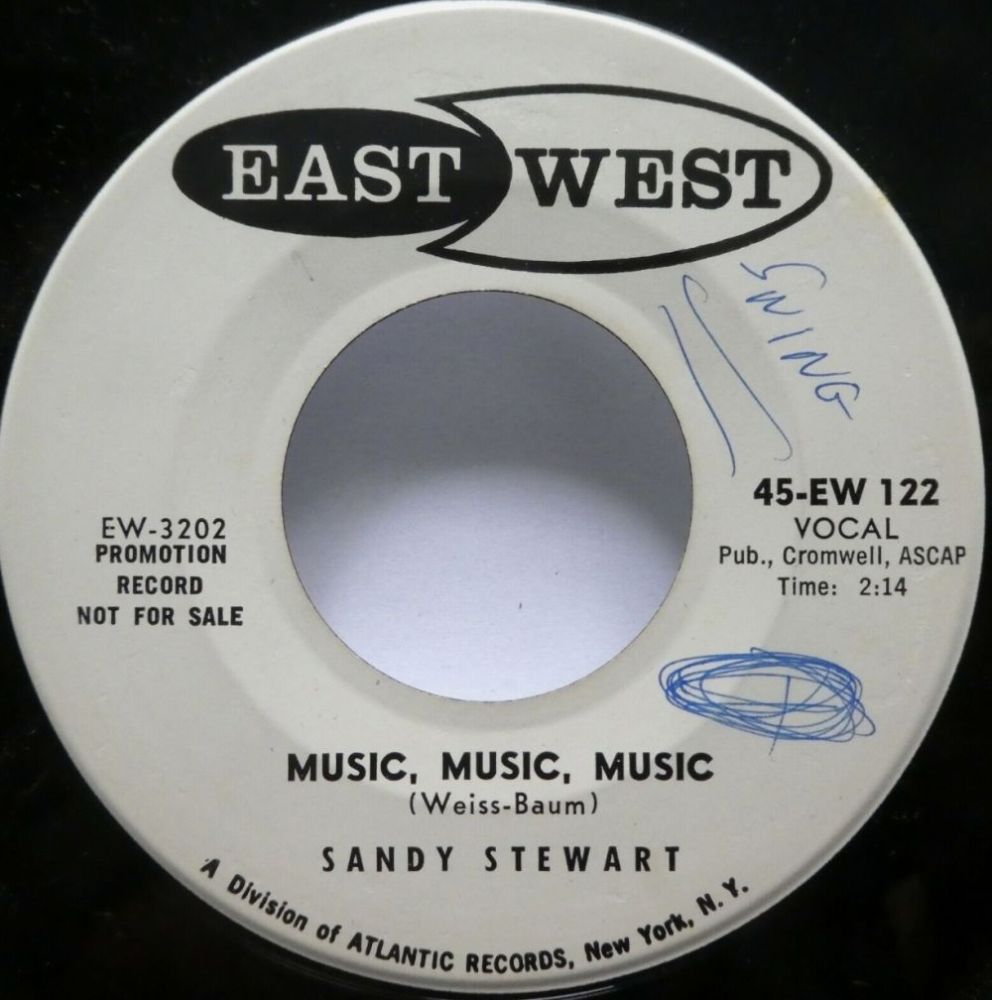 EAST WEST
SWING
45-EW 122
VOCAL
Pub., Cromwell, ASCAP
Time: 2:14
EW-3202
PROMOTION
RECORD
NOT FOR SALE
MUSIC, MUSIC, MUSIC
(Weiss-Baum)
SANDY STEWART
A Division of ATLANTIC RECORDS, New York, N. Y.